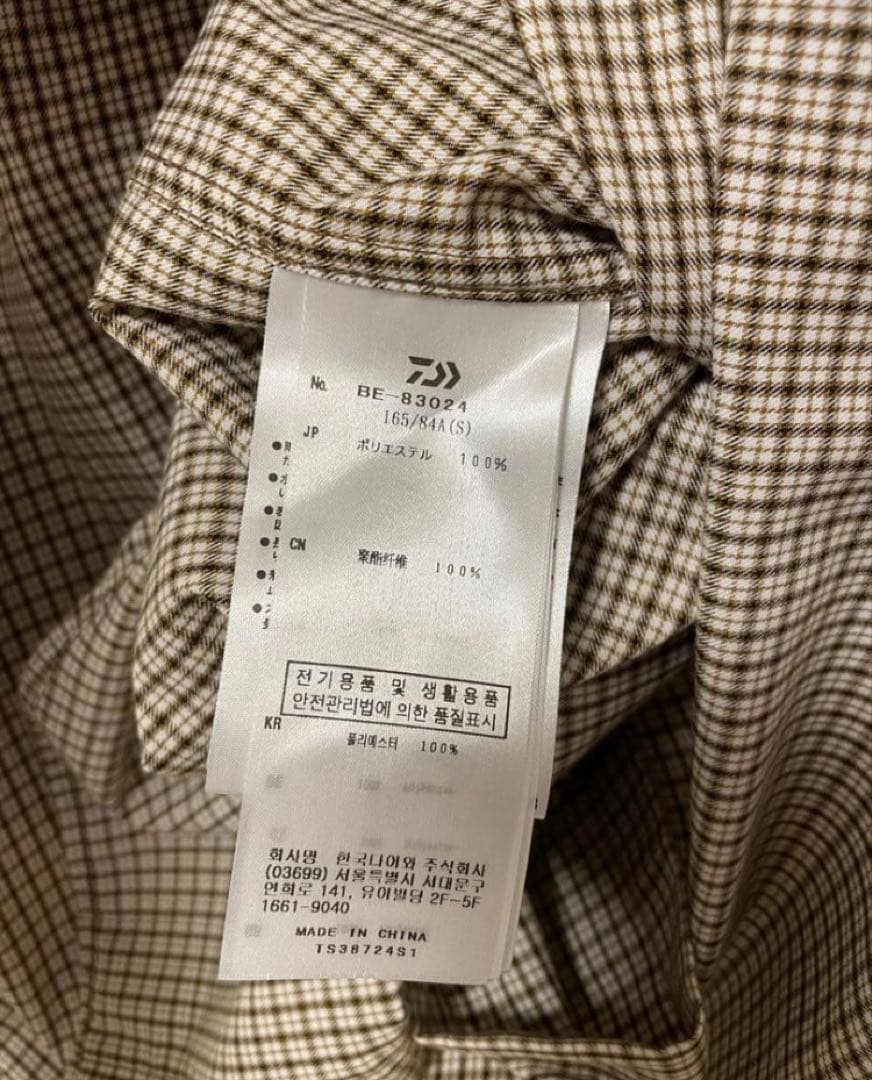 No. BE-83024
165/84A(S)
JP ポリエステル 100%
CN 聚酯纤维 100%
전기용품 및 생활용품
안전관리법에 의한 품질표시
KR
폴리에스터 100%
회사명 한국다이와 주식회사
(03699) 서울특별시 서대문구
연희로 141, 유아빌딩 2F-5F
1661-9040
MADE IN CHINA
TS38724S1